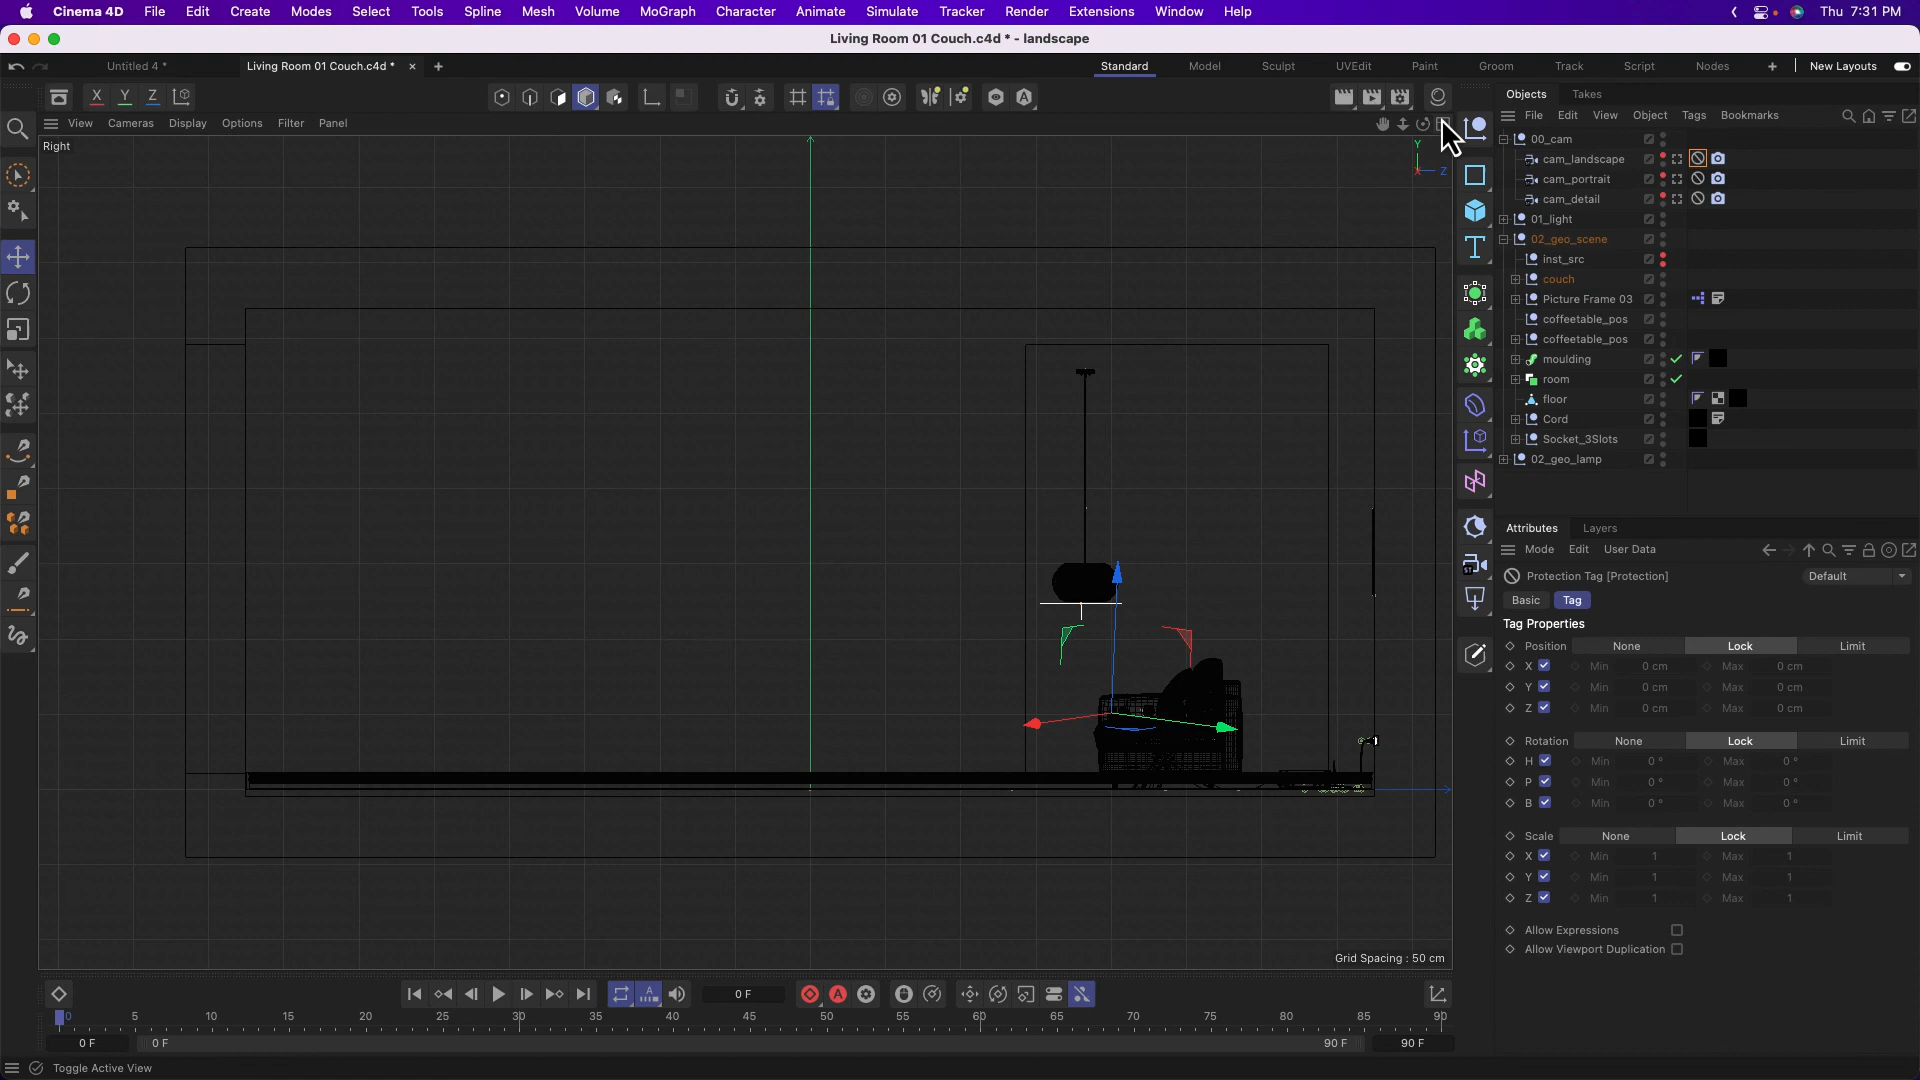 Cinema 4D File Edit Create Modes Select Tools Spline Mesh Volume MoGraph Character Animate Simulate Tracker Render Extensions Window Help Thu 7:31 PM
Living Room 01 Couch.c4d * - landscape
Untitled 4 * Living Room 01 Couch.c4d * Standard Model Sculpt UVEdit Paint Groom Track Script Nodes New Layouts
X Y Z
Objects Takes
View Cameras Display Options Filter Panel
File Edit View Object Tags Bookmarks
Right
Y
Z
00_cam
cam_landscape
cam_portrait
cam_detail
01_light
02_geo_scene
inst_src
couch
Picture Frame 03
coffeetable_pos
coffeetable_pos
moulding
room
floor
Cord
Socket_3Slots
02_geo_lamp
Attributes Layers
Mode Edit User Data
Protection Tag [Protection] Default
Basic Tag
Tag Properties
Position None Lock Limit
X Min 0 cm Max 0 cm
Y Min 0 cm Max 0 cm
Z Min 0 cm Max 0 cm
Rotation None Lock Limit
H Min 0 ° Max 0 °
P Min 0 ° Max 0 °
B Min 0 ° Max 0 °
Scale None Lock Limit
X Min 1 Max 1
Y Min 1 Max 1
Z Min 1 Max 1
Allow Expressions
Allow Viewport Duplication
Grid Spacing : 50 cm
0 F
0 5 10 15 20 25 30 35 40 45 50 55 60 65 70 75 80 85 90
0 F 0 F 90 F 90 F
Toggle Active View